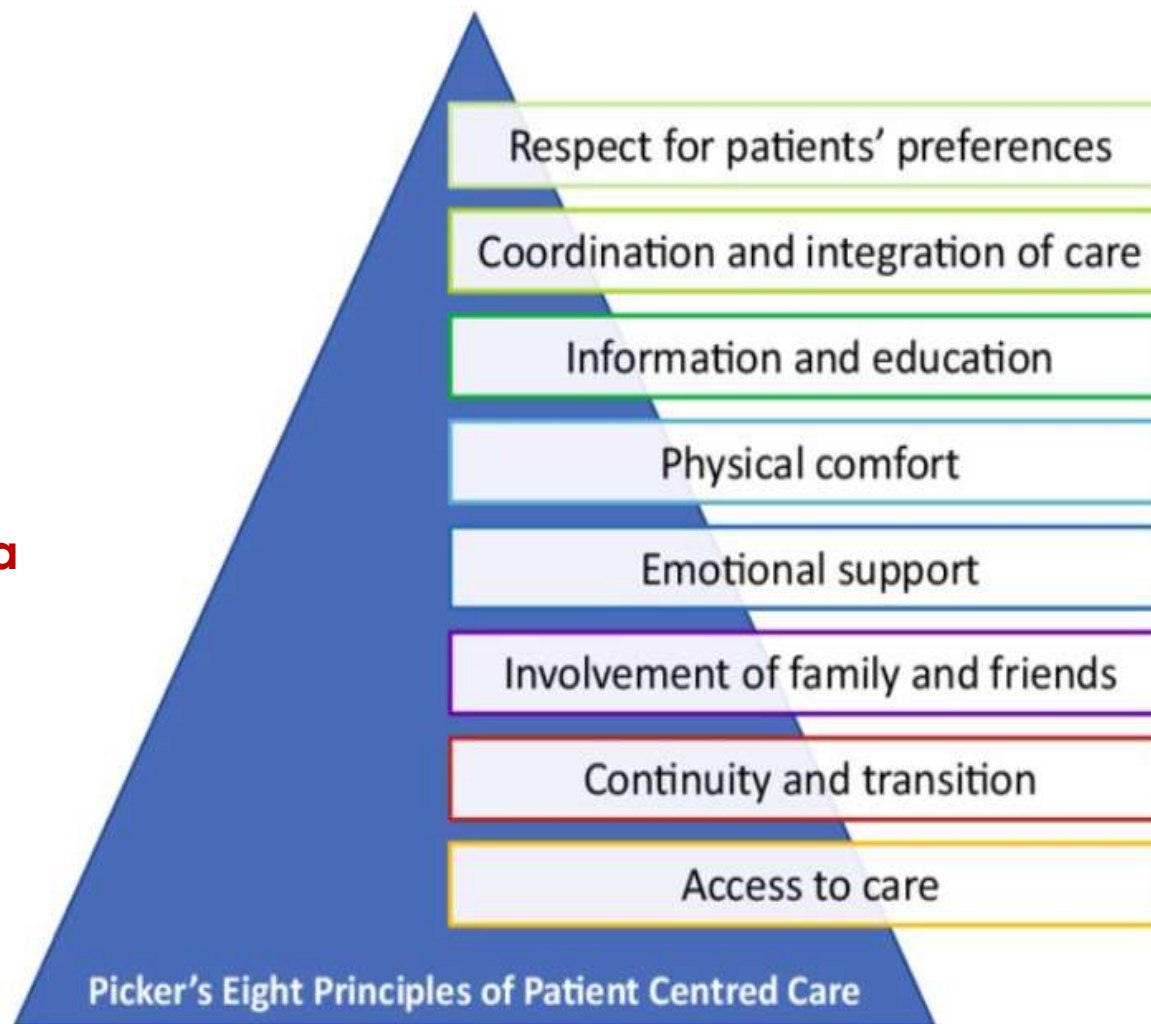 Respect for patients’ preferences
Coordination and integration of care
Information and education
Physical comfort
a
Emotional support
Involvement of family and friends
Continuity and transition
Access to care
Picker’s Eight Principles of Patient Centred Care